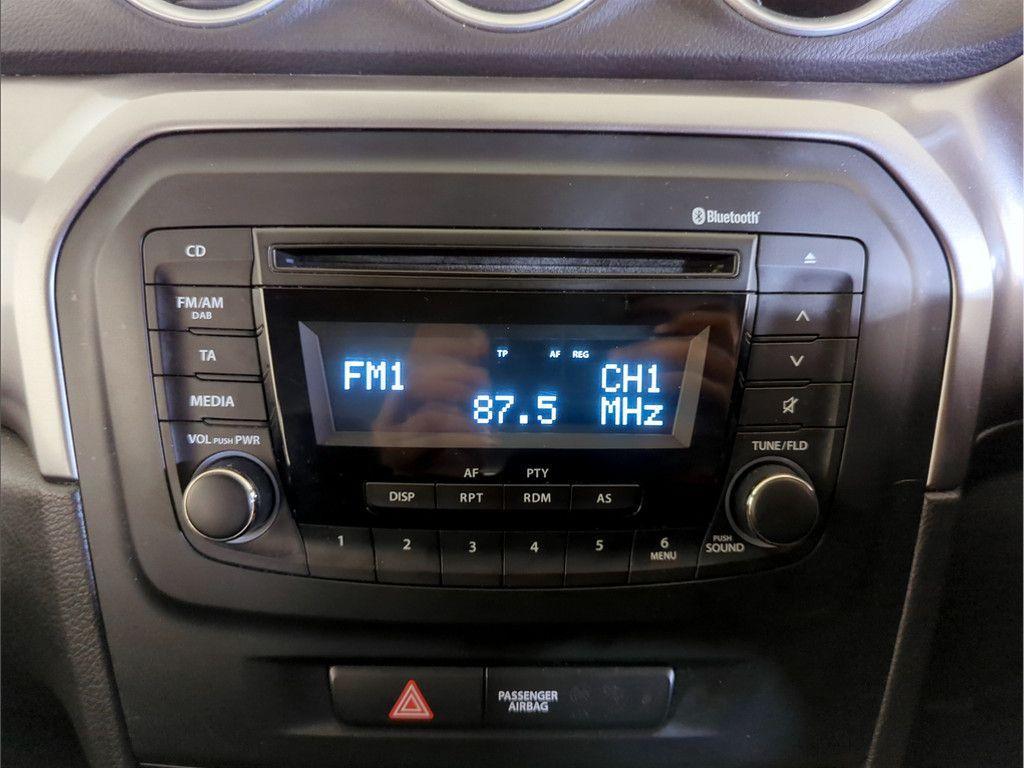 Bluetooth
CD
FM/AM
DAB
TA
MEDIA
VOL PUSH PWR
TP AF REG
FM1 CH1
87.5 MHz
TUNE/FLD
AF PTY
DISP RPT RDM AS
1 2 3 4 5 6
MENU
PUSH
SOUND
PASSENGER
AIRBAG